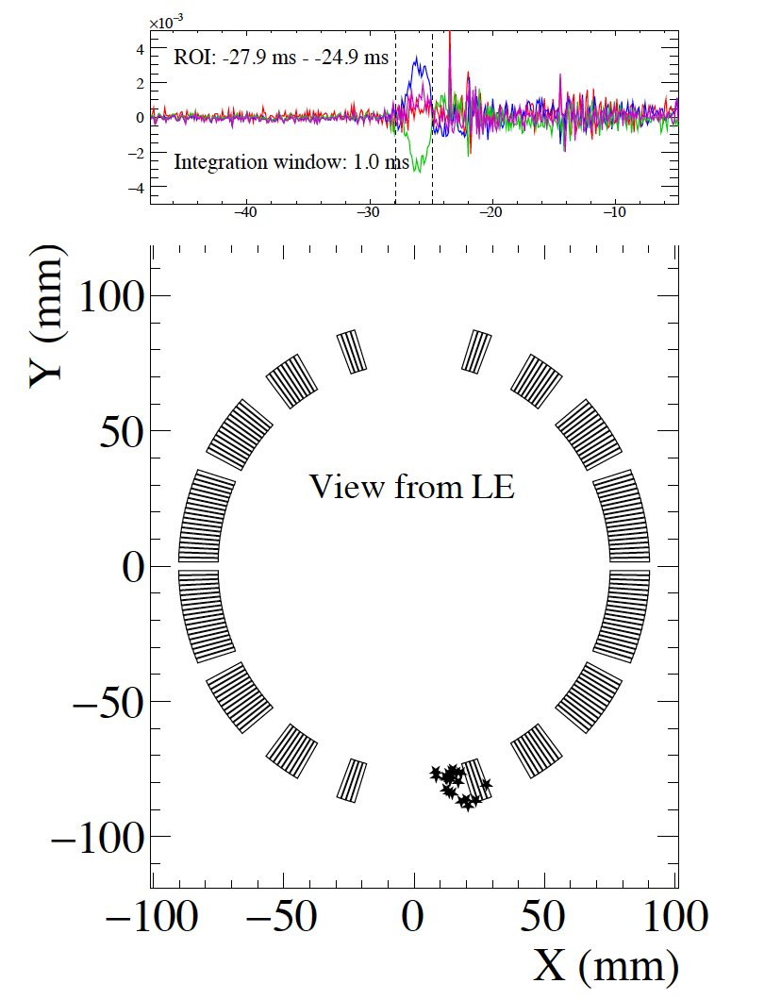 ×10⁻³
4
2
0
−2
−4
ROI: -27.9 ms - -24.9 ms
Integration window: 1.0 ms
−40 −30 −20 −10
Y (mm)
100
50
0
−50
−100
View from LE
−100 −50 0 50 100
X (mm)